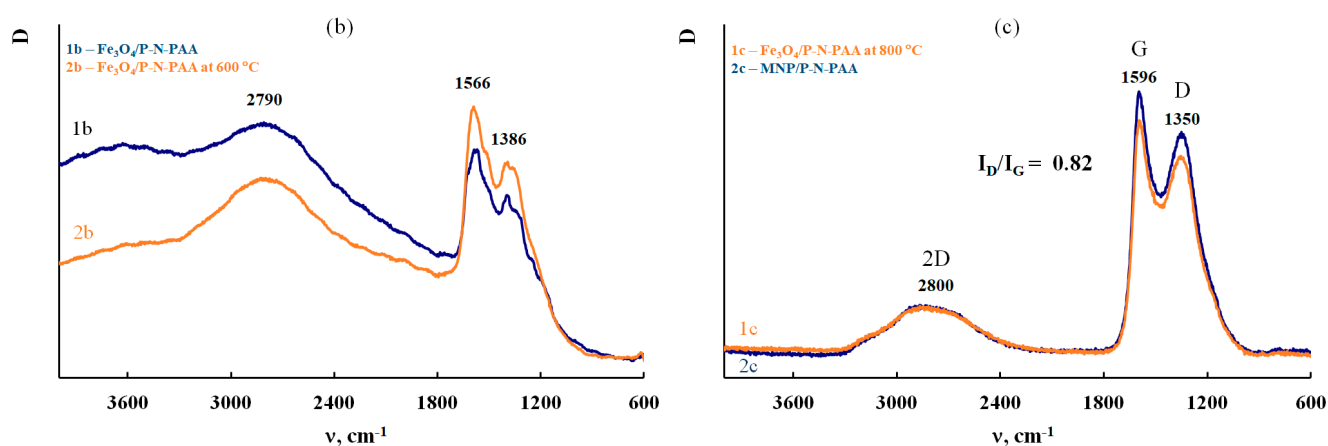 D
(b)
1b – Fe₃O₄/P-N-PAA
2b – Fe₃O₄/P-N-PAA at 600 °C
2790
1566
1386
1b
2b
3600 3000 2400 1800 1200 600
ν, cm⁻¹
D
(c)
1c – Fe₃O₄/P-N-PAA at 800 °C
2c – MNP/P-N-PAA
G
1596
D
1350
I_D/I_G = 0.82
2D
2800
1c
2c
3600 3000 2400 1800 1200 600
ν, cm⁻¹